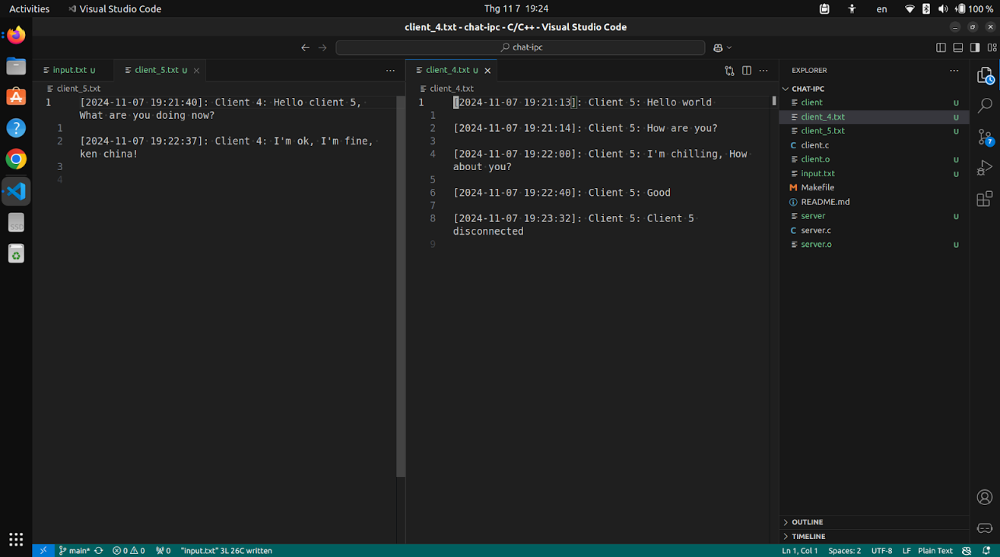 Activities
Visual Studio Code
Thg 11 7 19:24
en
100 %
client_4.txt - chat-ipc - C/C++ - Visual Studio Code
chat-ipc
input.txt U
client_5.txt U
client_5.txt
1 [2024-11-07 19:21:40]: Client 4: Hello client 5,
What are you doing now?
1
2 [2024-11-07 19:22:37]: Client 4: I'm ok, I'm fine,
ken china!
3
4
client_4.txt U
client_4.txt
1 [2024-11-07 19:21:13]: Client 5: Hello world
1
2 [2024-11-07 19:21:14]: Client 5: How are you?
3
4 [2024-11-07 19:22:00]: Client 5: I'm chilling, How
about you?
5
6 [2024-11-07 19:22:40]: Client 5: Good
7
8 [2024-11-07 19:23:32]: Client 5: Client 5
disconnected
9
EXPLORER
CHAT-IPC
client U
client_4.txt U
client_5.txt U
C client.c
client.o U
input.txt U
M Makefile
README.md
server U
C server.c
server.o U
OUTLINE
TIMELINE
7
SSD
main*
0 0
0
"input.txt" 3L 26C written
Ln 1, Col 1
Spaces: 2
UTF-8
LF
Plain Text